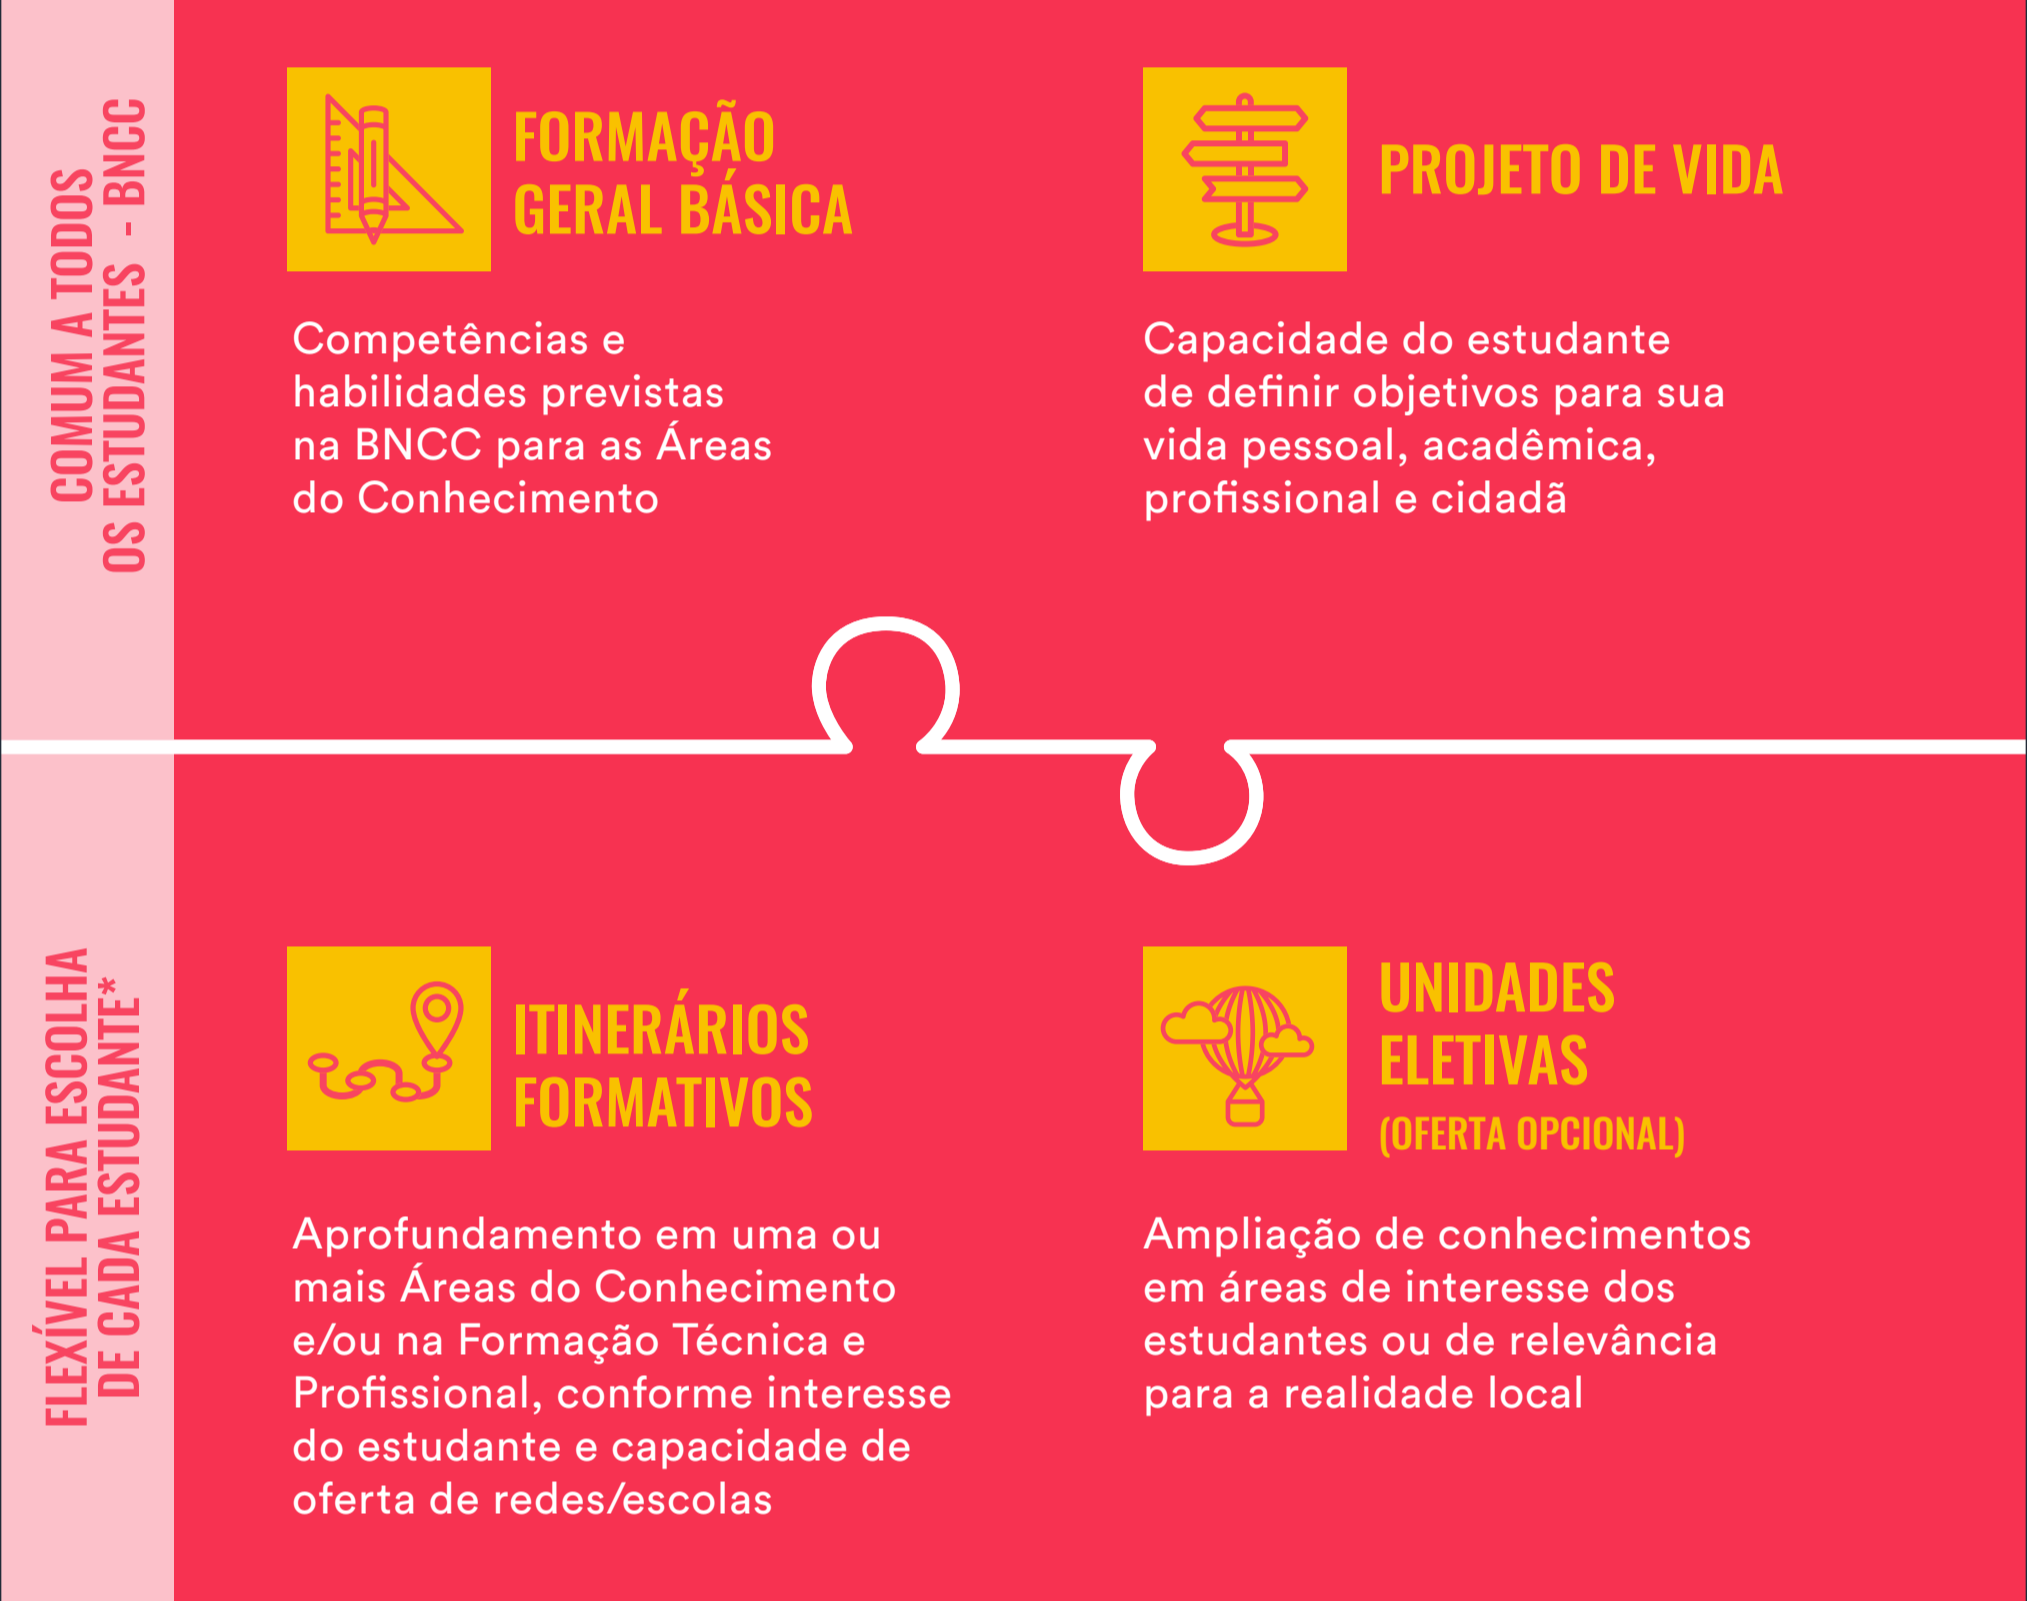 COMUM A TODOS
OS ESTUDANTES - BNCC
FORMAÇÃO
GERAL BÁSICA
Competências e
habilidades previstas
na BNCC para as Áreas
do Conhecimento
PROJETO DE VIDA
Capacidade do estudante
de definir objetivos para sua
vida pessoal, acadêmica,
profissional e cidadã
FLEXÍVEL PARA ESCOLHA
DE CADA ESTUDANTE*
ITINERÁRIOS
FORMATIVOS
Aprofundamento em uma ou
mais Áreas do Conhecimento
e/ou na Formação Técnica e
Profissional, conforme interesse
do estudante e capacidade de
oferta de redes/escolas
UNIDADES
ELETIVAS
(OFERTA OPCIONAL)
Ampliação de conhecimentos
em áreas de interesse dos
estudantes ou de relevância
para a realidade local